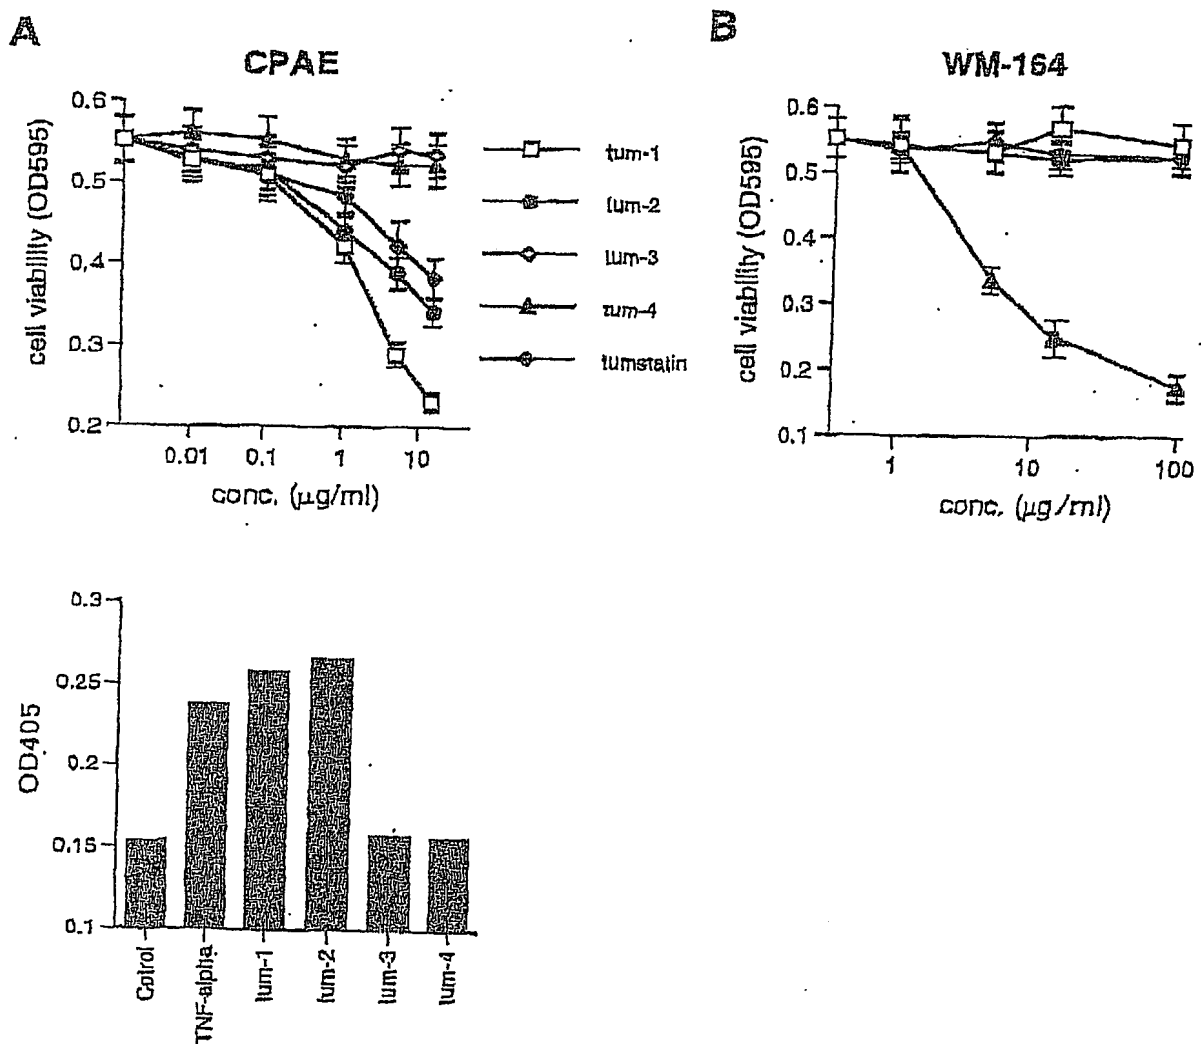 A
CPAE
0.6
0.5
0.4
0.3
0.2
cell viability (OD595)
0.01 0.1 1 10
conc. (μg/ml)
tum-1
tum-2
tum-3
tum-4
tumstatin
B
WM-164
0.6
0.5
0.4
0.3
0.2
0.1
cell viability (OD595)
1 10 100
conc. (μg/ml)
0.3
0.25
0.2
0.15
0.1
OD405
Cotrol
TNF-alpha
tum-1
tum-2
tum-3
tum-4